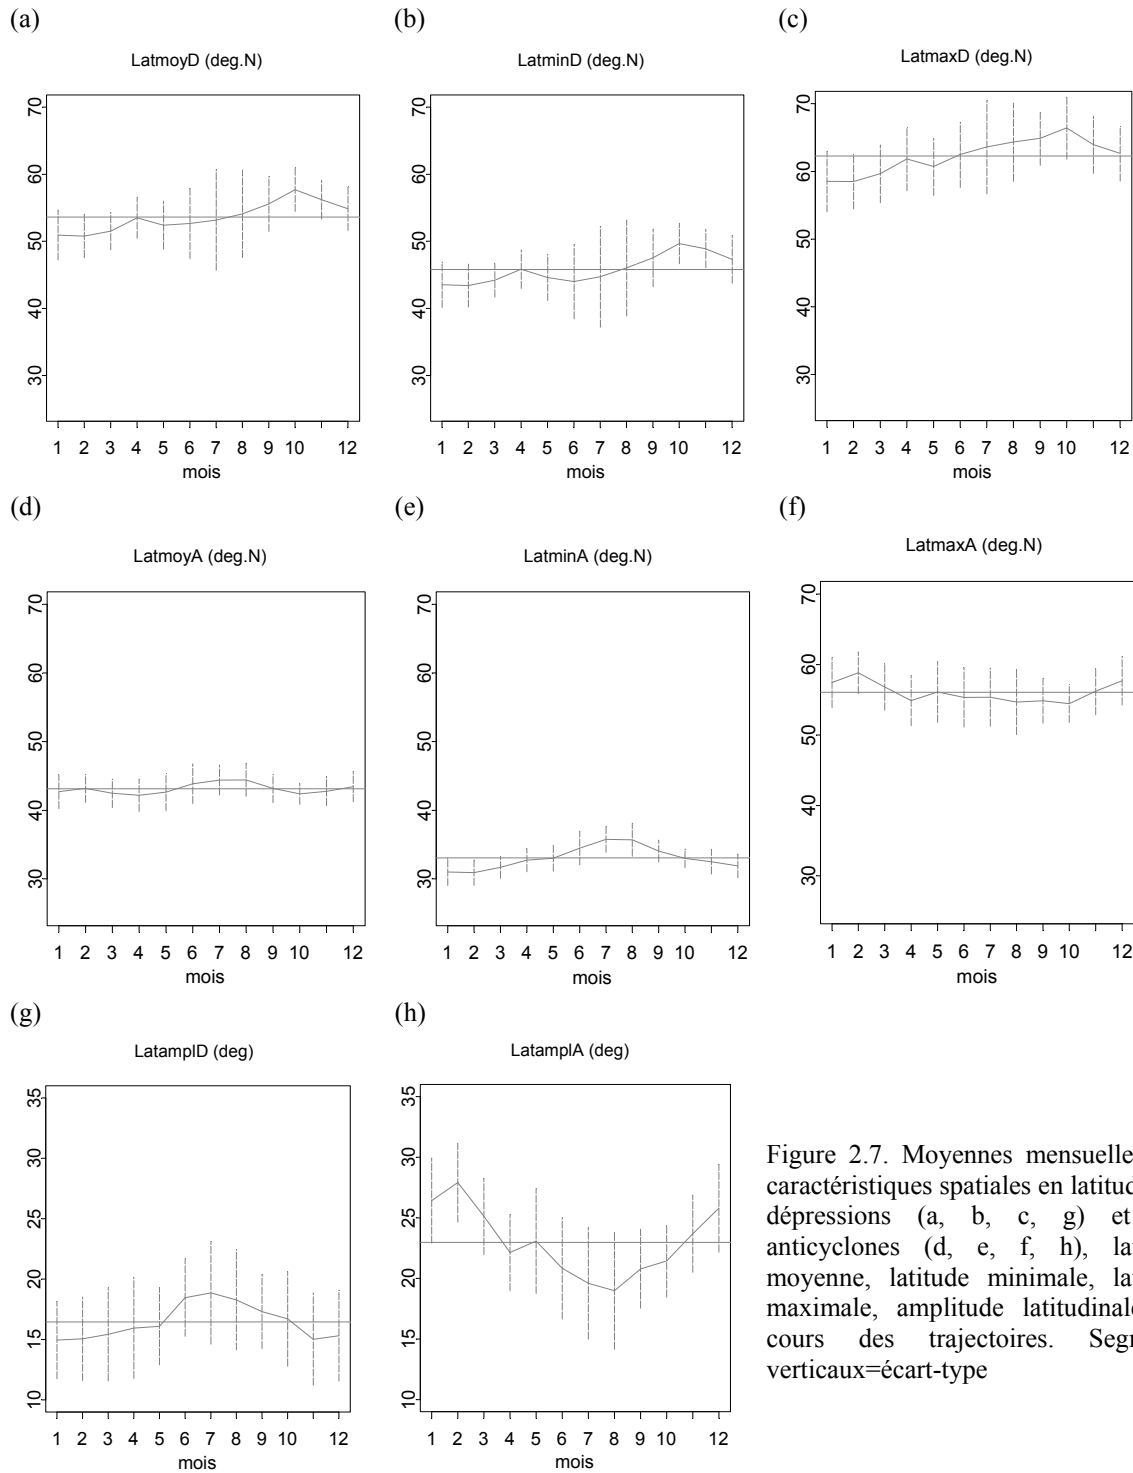 (a)
(b)
(c)
LatmoyD (deg.N)
LatminD (deg.N)
LatmaxD (deg.N)
70
60
50
40
30
1 2 3 4 5 6 7 8 9 10 12
mois
70
60
50
40
30
1 2 3 4 5 6 7 8 9 10 12
mois
70
60
50
40
30
1 2 3 4 5 6 7 8 9 10 12
mois
(d)
(e)
(f)
LatmoyA (deg.N)
LatminA (deg.N)
LatmaxA (deg.N)
70
60
50
40
30
1 2 3 4 5 6 7 8 9 10 12
mois
70
60
50
40
30
1 2 3 4 5 6 7 8 9 10 12
mois
70
60
50
40
30
1 2 3 4 5 6 7 8 9 10 12
mois
(g)
(h)
LatamplD (deg)
LatamplA (deg)
35
30
25
20
15
10
1 2 3 4 5 6 7 8 9 10 12
mois
35
30
25
20
15
10
1 2 3 4 5 6 7 8 9 10 12
mois
Figure 2.7. Moyennes mensuelle
caractéristiques spatiales en latitud
dépressions (a, b, c, g) et
anticyclones (d, e, f, h), la
moyenne, latitude minimale, la
maximale, amplitude latitudinale
cours des trajectoires. Segr
verticaux=écart-type